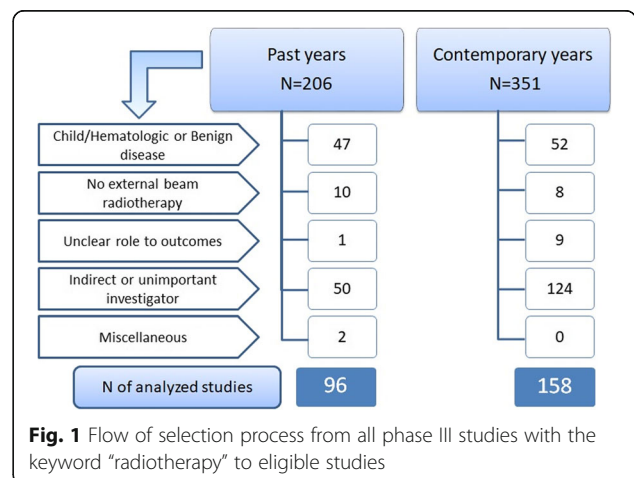 Past years
N=206
Contemporary years
N=351
Child/Hematologic or Benign
disease
47
52
No external beam
radiotherapy
10
8
Unclear role to outcomes
1
9
Indirect or unimportant
investigator
50
124
Miscellaneous
2
0
N of analyzed studies
96
158
Fig. 1 Flow of selection process from all phase III studies with the
keyword “radiotherapy” to eligible studies